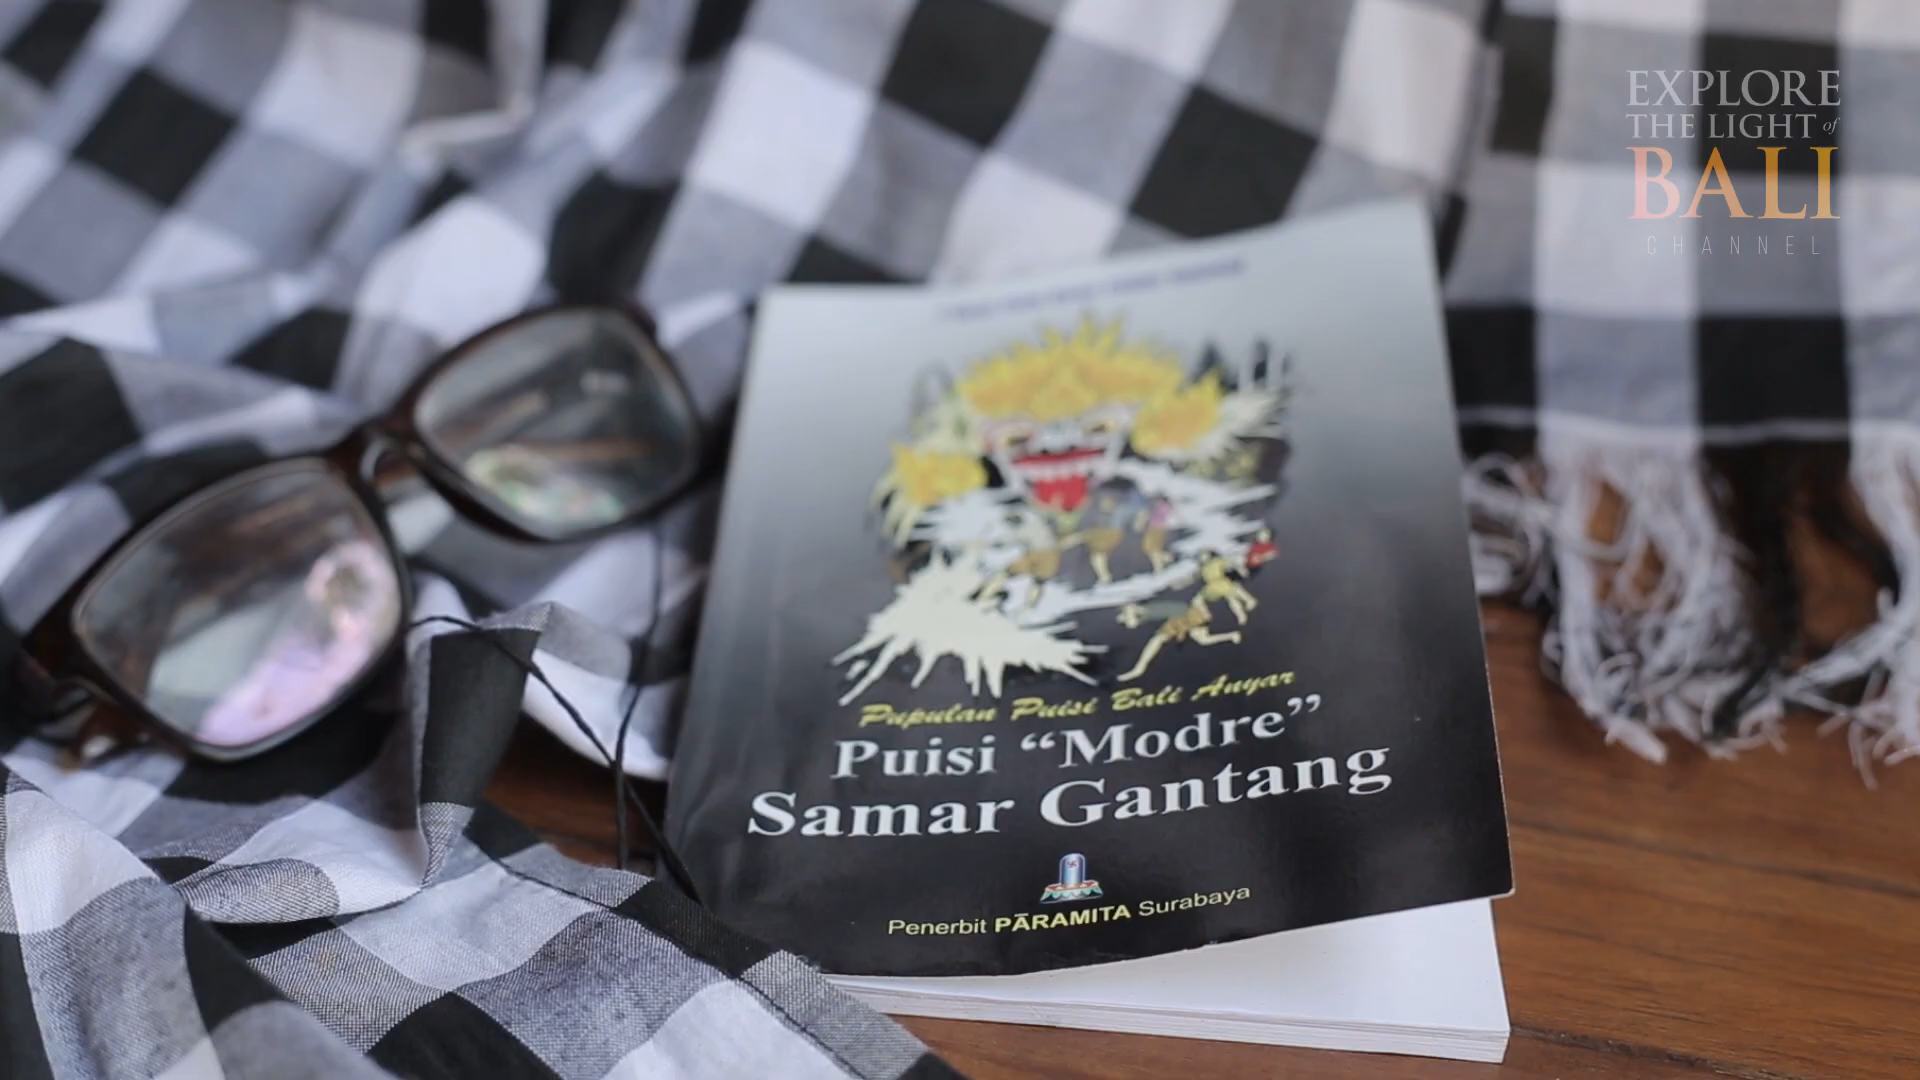 EXPLORE
THE LIGHT of
BALI
CHANNEL
Pupulan Puisi Bali Anyar
Puisi “Modre”
Samar Gantang
Penerbit PĀRAMITA Surabaya